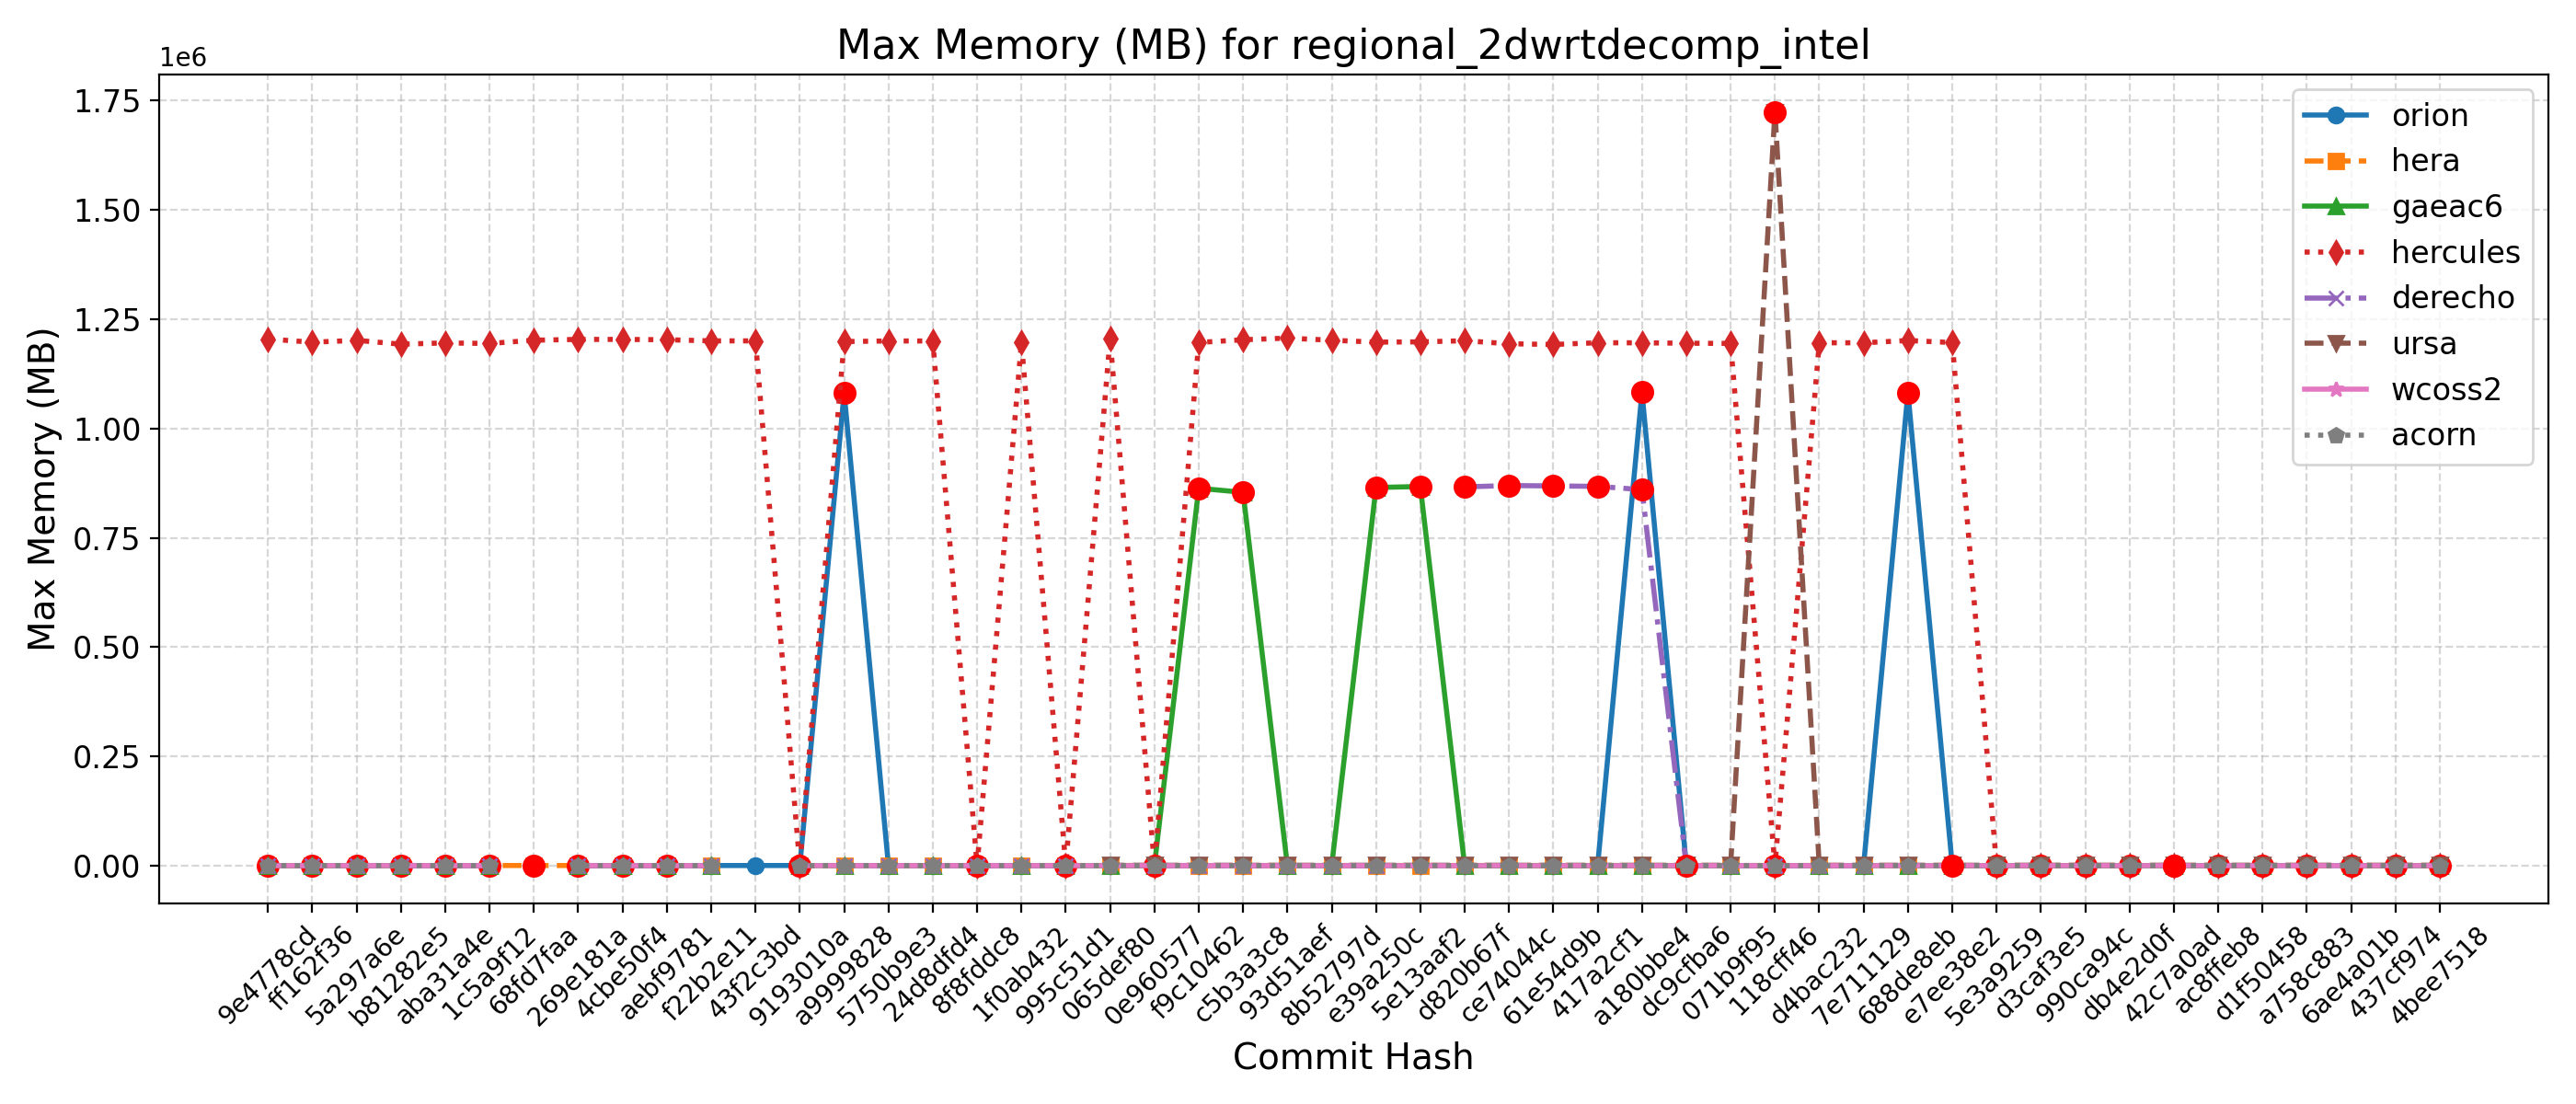 Max Memory (MB) for regional_2dwrtdecomp_intel
1e6
1.75
1.50
1.25
1.00
0.75
0.50
0.25
0.00
Max Memory (MB)
orion
hera
gaeac6
hercules
derecho
ursa
wcoss2
acorn
9e4778cd
ff162f36
5a297a6e
b81282e5
aba31a4e
1c5a9f12
68fd7faa
269e181a
4cbe50f4
aebf9781
f22b2e11
43f2c3bd
9193010a
a9999828
5750b9e3
24d8dfd4
8f8fddc8
1f0ab432
995c51d1
065def80
0e960577
f9c10462
c5b3a3c8
93d51aef
8b52797d
e39a250c
5e13aaf2
d820b67f
ce74044c
61e54d9b
417a2cf1
a180bbe4
dc9cfba6
071b9f95
118cff46
d4bac232
7e711129
688de8eb
e7ee38e2
5e3a9259
d3caf3e5
990ca94c
db4e2d0f
42c7a0ad
ac8ffeb8
d1f50458
a758c883
6ae4a01b
437cf974
4bee7518
Commit Hash